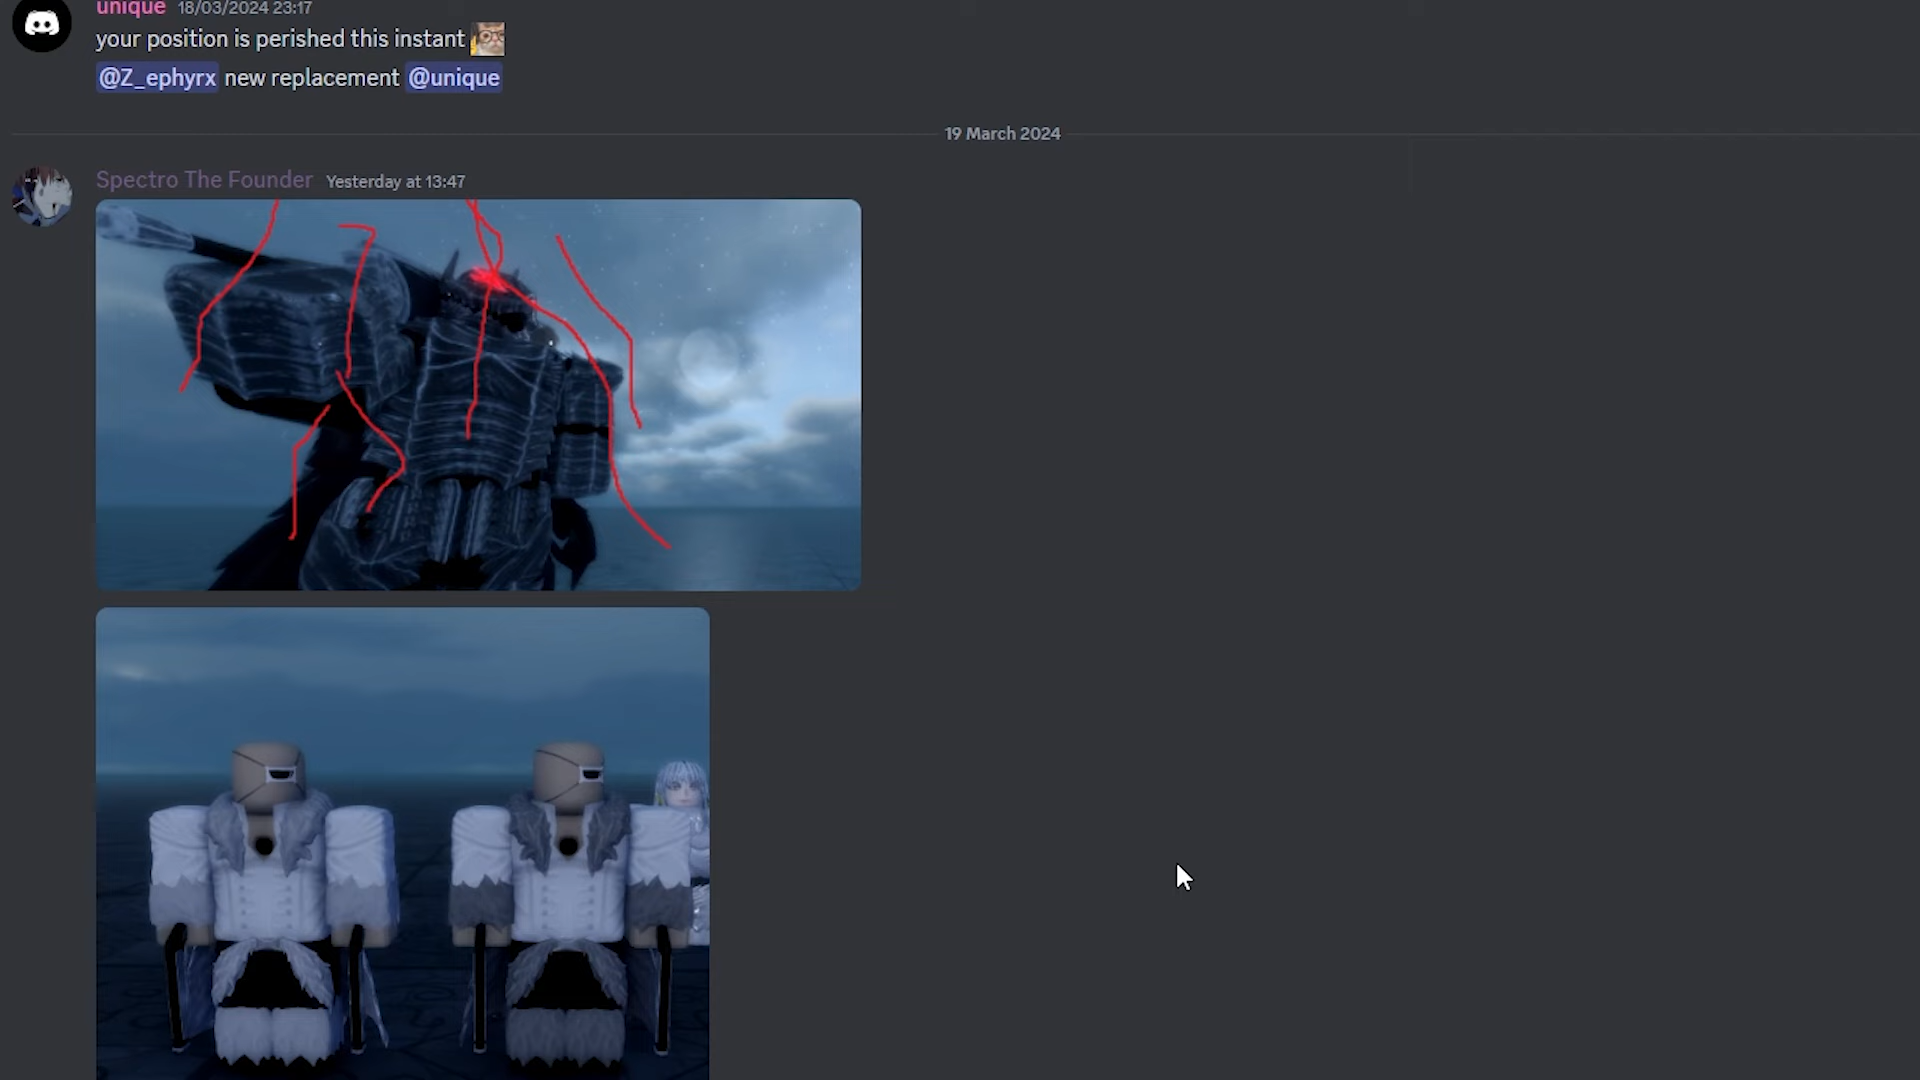 unique 18/03/2024 23:17
your position is perished this instant
@Z_ephyrx new replacement @unique
19 March 2024
Spectro The Founder Yesterday at 13:47